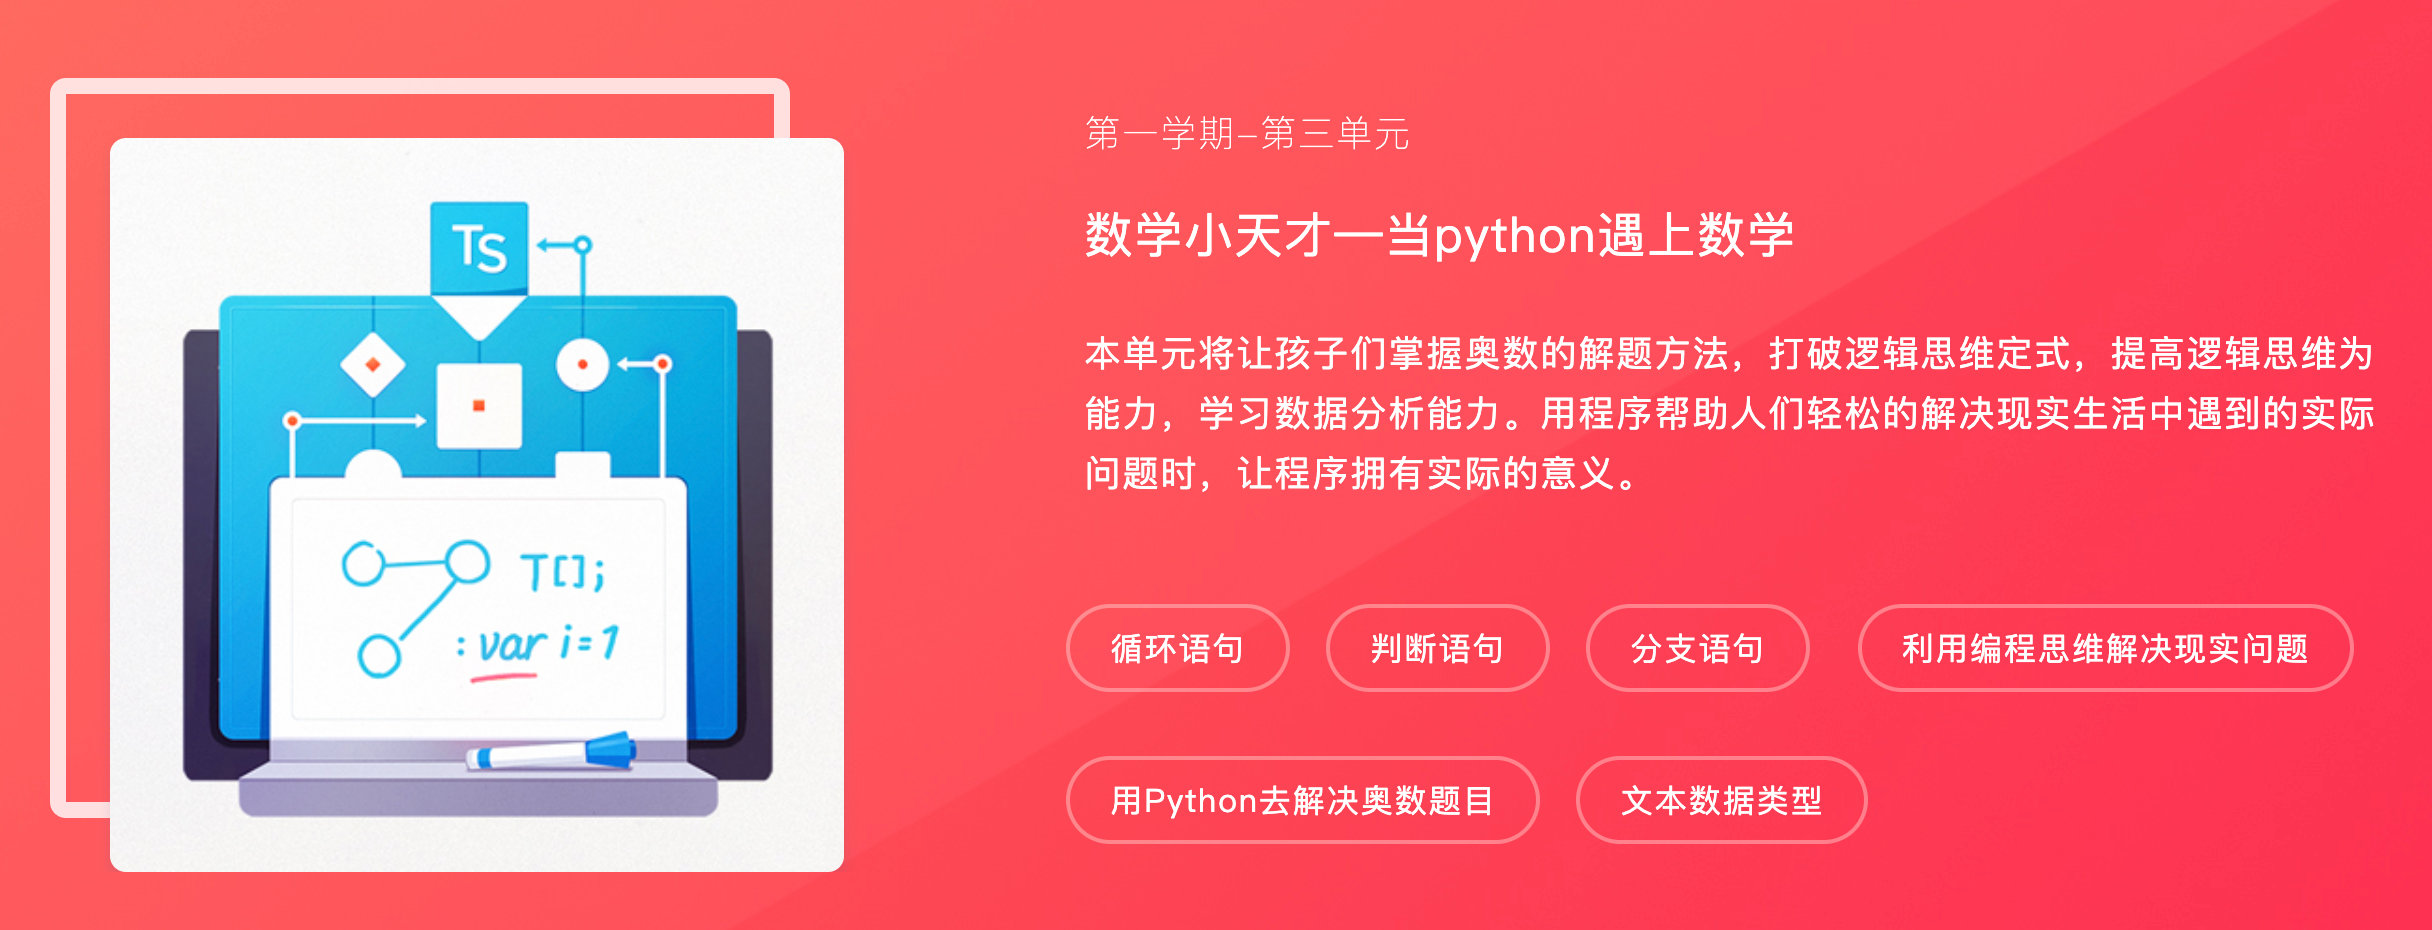 TS
T[];
: var i=1
第一学期–第三单元
数学小天才—当python遇上数学
本单元将让孩子们掌握奥数的解题方法，打破逻辑思维定式，提高逻辑思维为
能力，学习数据分析能力。用程序帮助人们轻松的解决现实生活中遇到的实际
问题时，让程序拥有实际的意义。
循环语句
判断语句
分支语句
利用编程思维解决现实问题
用Python去解决奥数题目
文本数据类型